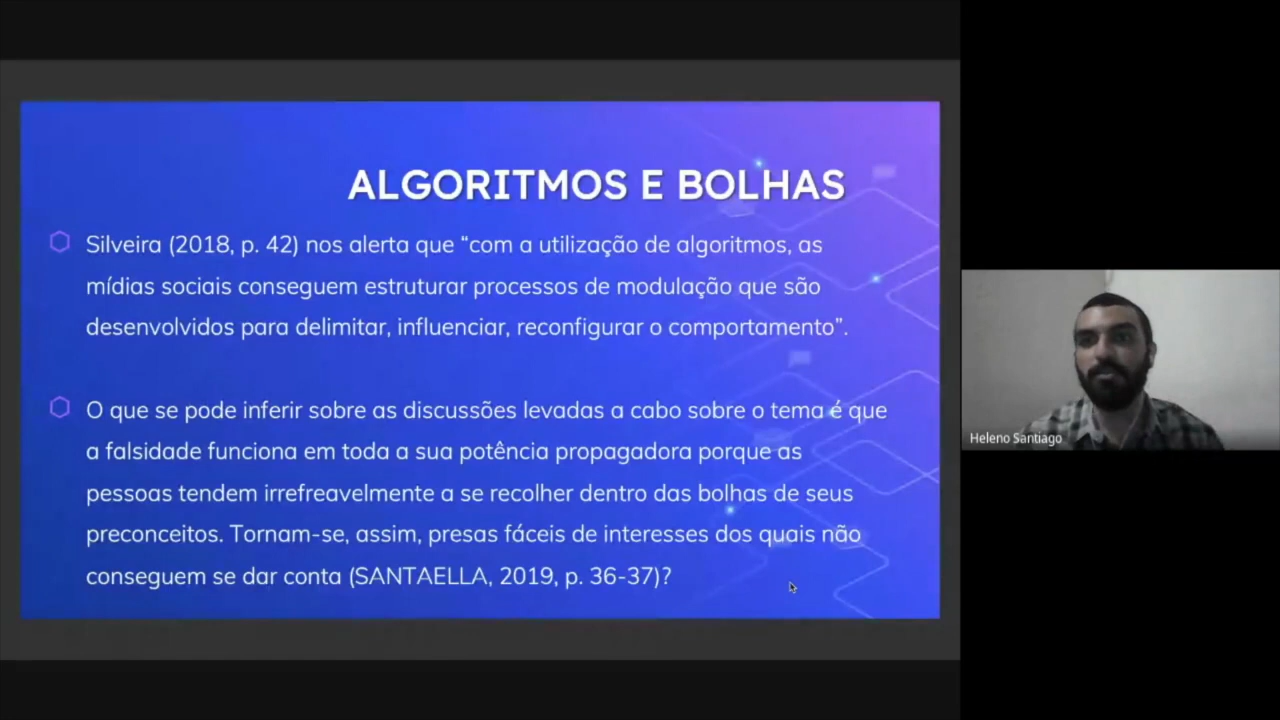 ALGORITMOS E BOLHAS
Silveira (2018, p. 42) nos alerta que “com a utilização de algoritmos, as
mídias sociais conseguem estruturar processos de modulação que são
desenvolvidos para delimitar, influenciar, reconfigurar o comportamento”.
O que se pode inferir sobre as discussões levadas a cabo sobre o tema é que
a falsidade funciona em toda a sua potência propagadora porque as
pessoas tendem irrefreavelmente a se recolher dentro das bolhas de seus
preconceitos. Tornam-se, assim, presas fáceis de interesses dos quais não
conseguem se dar conta (SANTAELLA, 2019, p. 36-37)?
Heleno Santiago